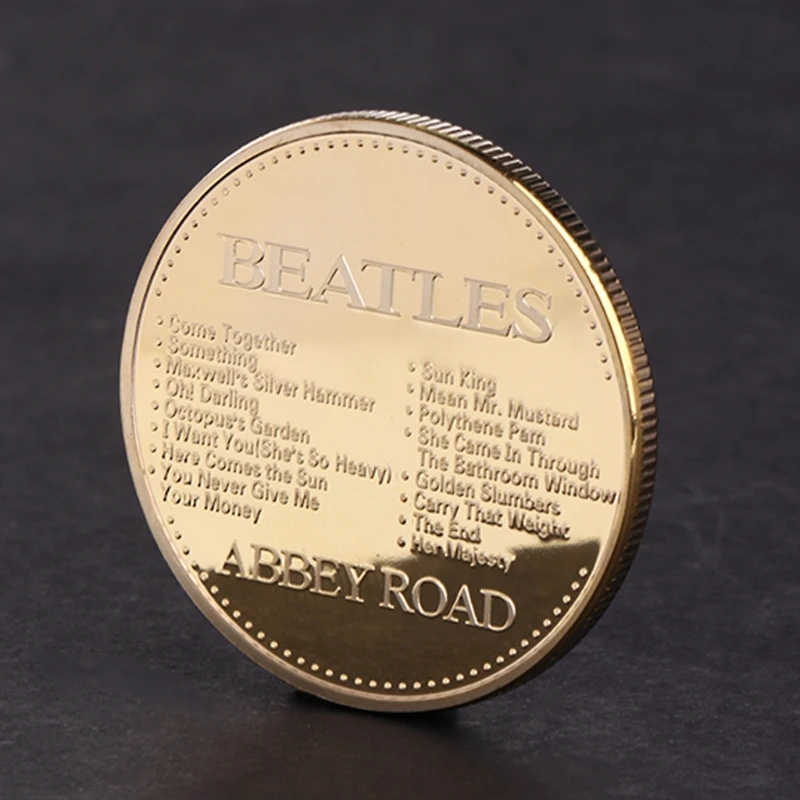 BEATLES
• Come Together
• Something
• Maxwell's Silver Hammer
• Oh! Darling
• Octopus's Garden
• I Want You(She's So Heavy)
• Here Comes the Sun
• You Never Give Me
Your Money
• Sun King
• Mean Mr. Mustard
• Polythene Pam
• She Came In Through
The Bathroom Window
• Golden Slumbers
• Carry That Weight
• The End
• Her Majesty
ABBEY ROAD